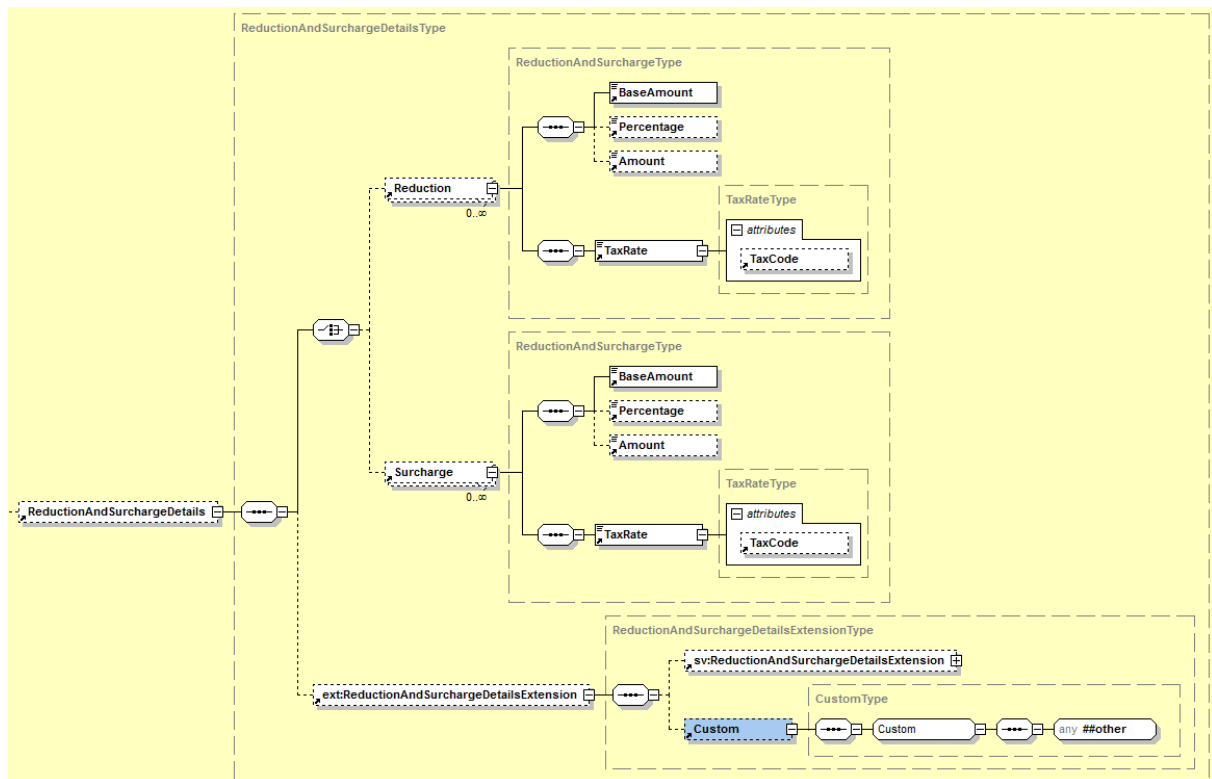 ReductionAndSurchargeDetailsType
ReductionAndSurchargeType
BaseAmount
Percentage
Amount
Reduction
0..∞
TaxRateType
attributes
TaxRate
TaxCode
ReductionAndSurchargeType
BaseAmount
Percentage
Amount
Surcharge
0..∞
TaxRateType
attributes
TaxRate
TaxCode
ReductionAndSurchargeDetails
ReductionAndSurchargeDetailsExtensionType
sv:ReductionAndSurchargeDetailsExtension
ext:ReductionAndSurchargeDetailsExtension
CustomType
Custom
Custom
any ##other